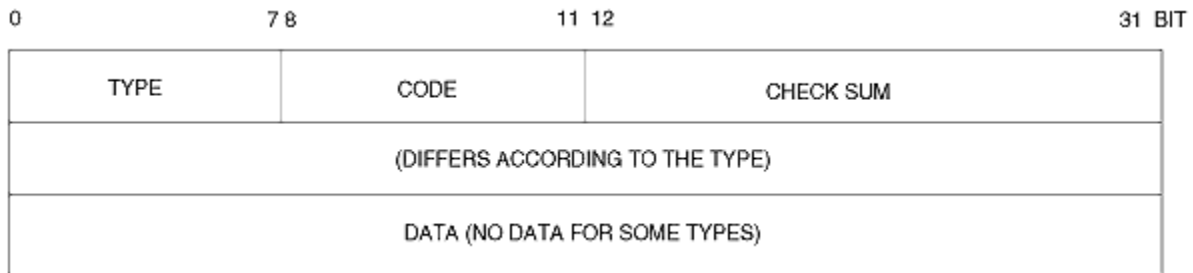 0 7 8 11 12 31 BIT
TYPE CODE CHECK SUM
(DIFFERS ACCORDING TO THE TYPE)
DATA (NO DATA FOR SOME TYPES)